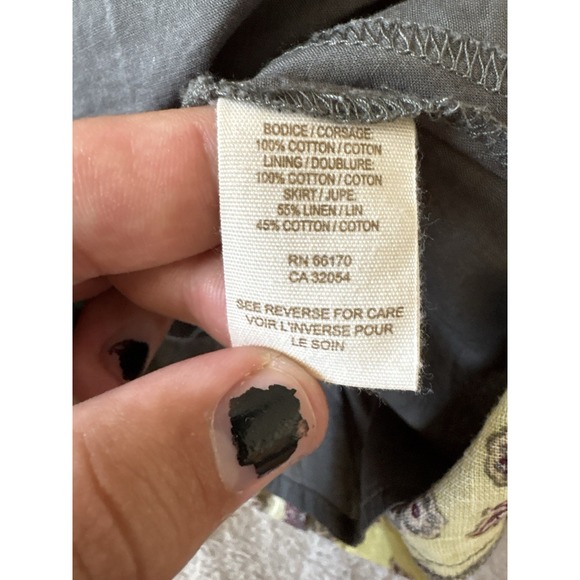 BODICE / CORSAGE:
100% COTTON / COTON
LINING / DOUBLURE:
100% COTTON / COTON
SKIRT / JUPE:
55% LINEN / LIN
45% COTTON / COTON
RN 66170
CA 32054
SEE REVERSE FOR CARE
VOIR L'INVERSE POUR
LE SOIN